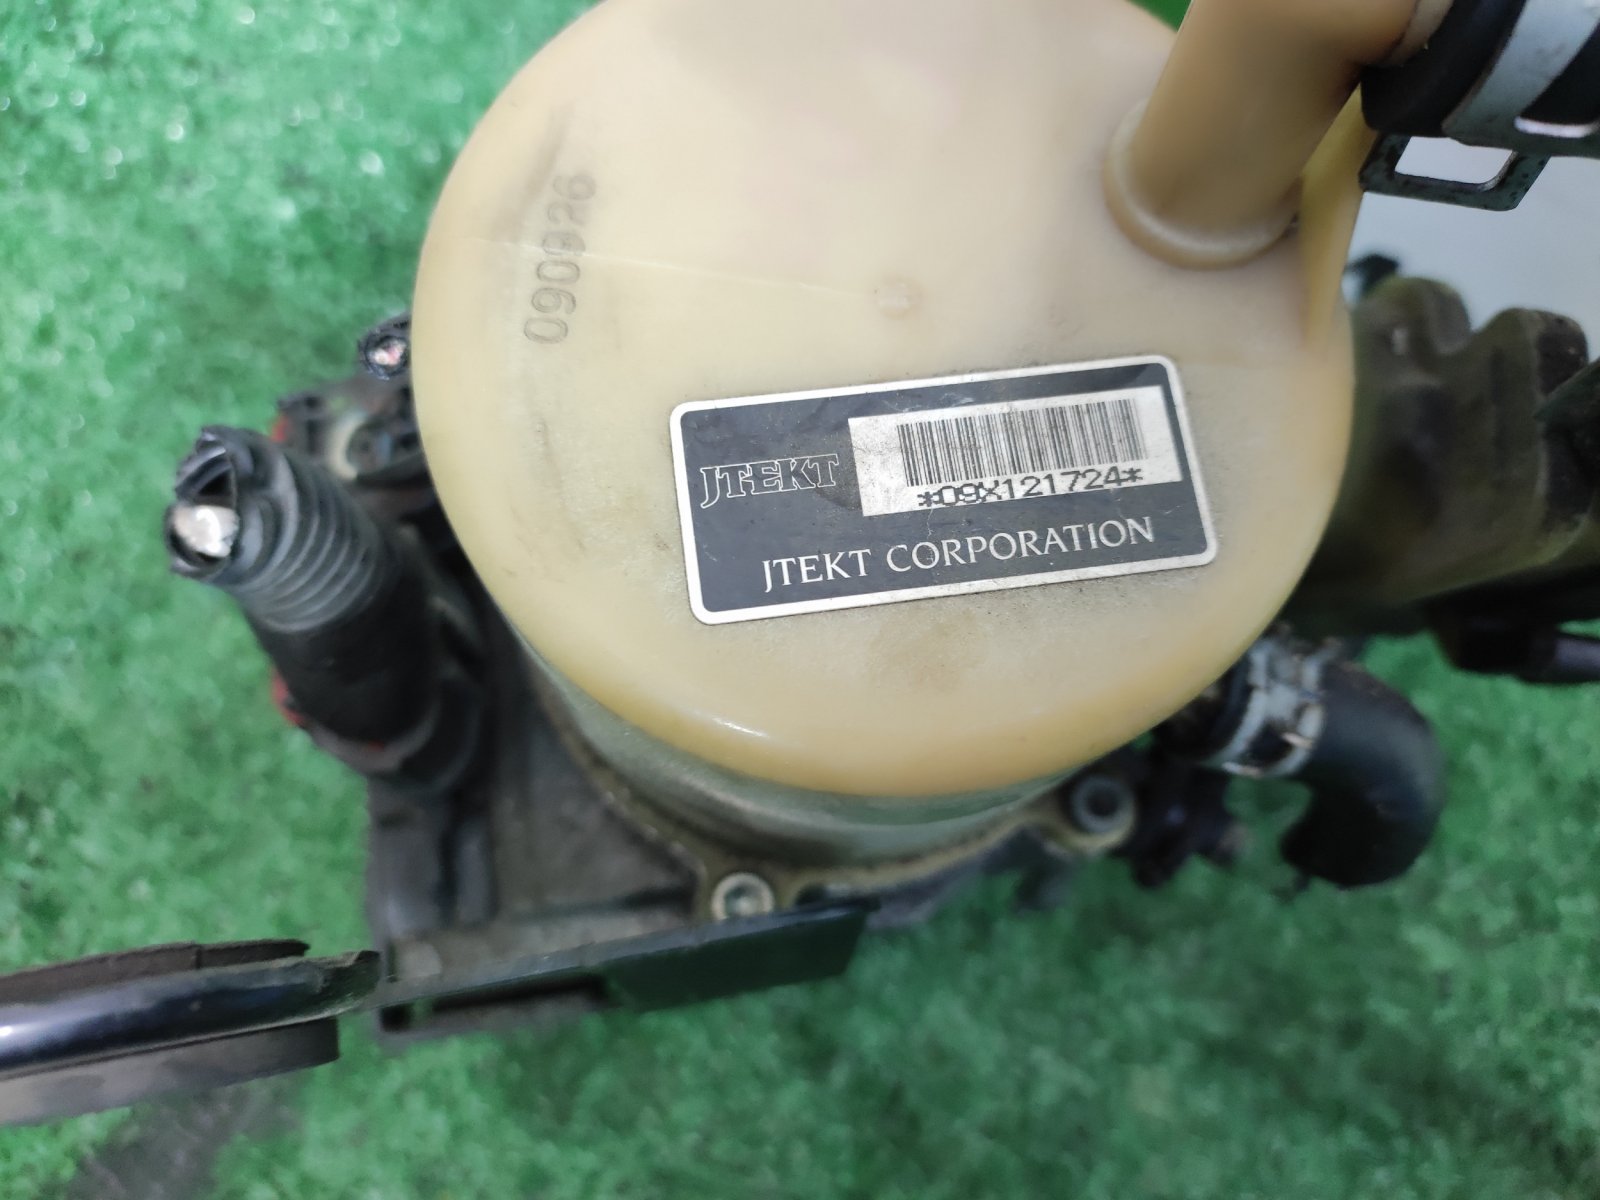 090926
JTEKT
*09X121724*
JTEKT CORPORATION